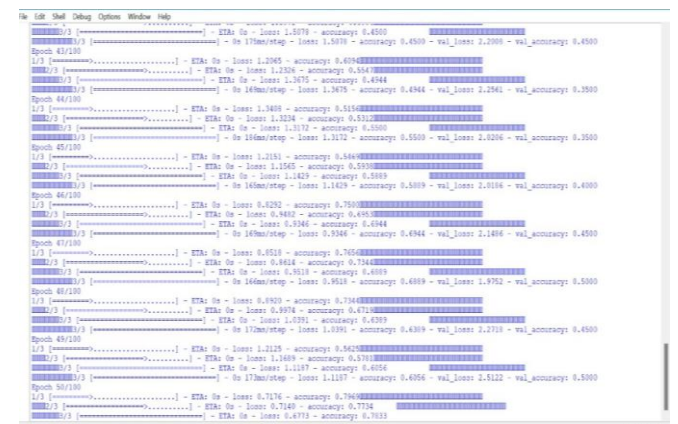 File Edit Shell Debug Options Window Help
3/3 [==============================] - ETA: 0s - loss: 1.5070 - accuracy: 0.4500
3/3 [==============================] - 0s 175ms/step - loss: 1.5070 - accuracy: 0.4500 - val_loss: 2.2000 - val_accuracy: 0.4500
Epoch 43/100
1/3 [=========>....................] - ETA: 0s - loss: 1.2065 - accuracy: 0.6094
2/3 [===================>..........] - ETA: 0s - loss: 1.2326 - accuracy: 0.5547
3/3 [==============================] - ETA: 0s - loss: 1.3675 - accuracy: 0.4944
3/3 [==============================] - 0s 169ms/step - loss: 1.3675 - accuracy: 0.4944 - val_loss: 2.2561 - val_accuracy: 0.3500
Epoch 44/100
1/3 [=========>....................] - ETA: 0s - loss: 1.3408 - accuracy: 0.5156
2/3 [===================>..........] - ETA: 0s - loss: 1.3234 - accuracy: 0.5312
3/3 [==============================] - ETA: 0s - loss: 1.3172 - accuracy: 0.5500
3/3 [==============================] - 0s 186ms/step - loss: 1.3172 - accuracy: 0.5500 - val_loss: 2.0206 - val_accuracy: 0.3500
Epoch 45/100
1/3 [=========>....................] - ETA: 0s - loss: 1.2151 - accuracy: 0.5469
2/3 [===================>..........] - ETA: 0s - loss: 1.1565 - accuracy: 0.5938
3/3 [==============================] - ETA: 0s - loss: 1.1429 - accuracy: 0.5889
3/3 [==============================] - 0s 168ms/step - loss: 1.1429 - accuracy: 0.5889 - val_loss: 2.0186 - val_accuracy: 0.4000
Epoch 46/100
1/3 [=========>....................] - ETA: 0s - loss: 0.8292 - accuracy: 0.7500
2/3 [===================>..........] - ETA: 0s - loss: 0.9482 - accuracy: 0.6953
3/3 [==============================] - ETA: 0s - loss: 0.9346 - accuracy: 0.6944
3/3 [==============================] - 0s 169ms/step - loss: 0.9346 - accuracy: 0.6944 - val_loss: 2.1486 - val_accuracy: 0.4500
Epoch 47/100
1/3 [=========>....................] - ETA: 0s - loss: 0.8518 - accuracy: 0.7656
2/3 [===================>..........] - ETA: 0s - loss: 0.8614 - accuracy: 0.7344
3/3 [==============================] - ETA: 0s - loss: 0.9518 - accuracy: 0.6889
3/3 [==============================] - 0s 166ms/step - loss: 0.9518 - accuracy: 0.6889 - val_loss: 1.9752 - val_accuracy: 0.5000
Epoch 48/100
1/3 [=========>....................] - ETA: 0s - loss: 0.8920 - accuracy: 0.7344
2/3 [===================>..........] - ETA: 0s - loss: 0.9974 - accuracy: 0.6719
3/3 [==============================] - ETA: 0s - loss: 1.0391 - accuracy: 0.6389
3/3 [==============================] - 0s 172ms/step - loss: 1.0391 - accuracy: 0.6389 - val_loss: 2.2710 - val_accuracy: 0.4500
Epoch 49/100
1/3 [=========>....................] - ETA: 0s - loss: 1.2125 - accuracy: 0.5625
2/3 [===================>..........] - ETA: 0s - loss: 1.1689 - accuracy: 0.5781
3/3 [==============================] - ETA: 0s - loss: 1.1187 - accuracy: 0.6056
3/3 [==============================] - 0s 173ms/step - loss: 1.1187 - accuracy: 0.6056 - val_loss: 2.5122 - val_accuracy: 0.5000
Epoch 50/100
1/3 [=========>....................] - ETA: 0s - loss: 0.7176 - accuracy: 0.7969
2/3 [===================>..........] - ETA: 0s - loss: 0.7140 - accuracy: 0.7734
3/3 [==============================] - ETA: 0s - loss: 0.6773 - accuracy: 0.7833